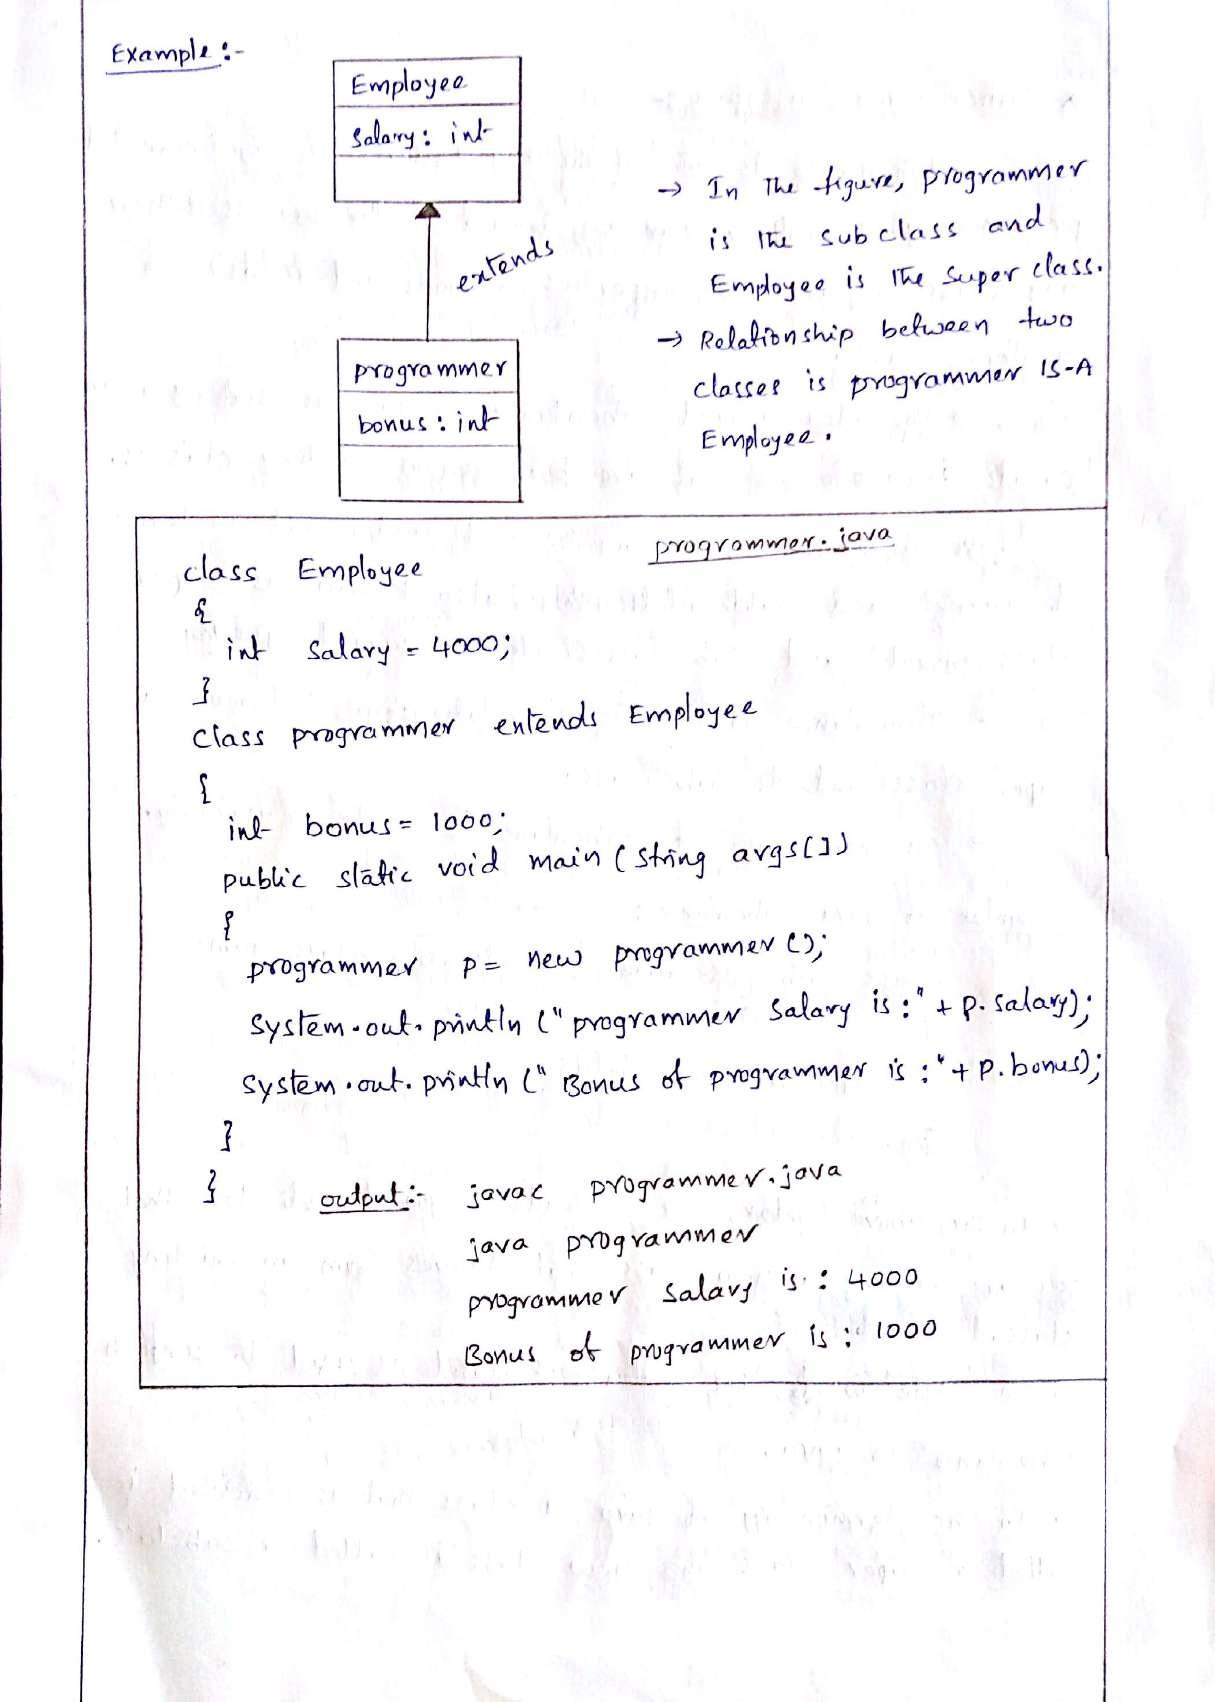 Example :-
Employee
Salary : int
extends
programmer
bonus : int
→ In The figure, programmer
is the sub class and
Employee is the super class.
→ Relationship between two
classes is programmer IS-A
Employee.
programmer.java
class Employee
{
int salary = 4000;
}
class programmer extends Employee
{
int bonus = 1000;
public static void main (string args[])
{
programmer p = new programmer ();
system.out.println ("programmer salary is :" + p.salary);
system.out.println ("Bonus of programmer is :" + p.bonus);
}
}
output :- javac programmer.java
java programmer
programmer salary is : 4000
Bonus of programmer is : 1000